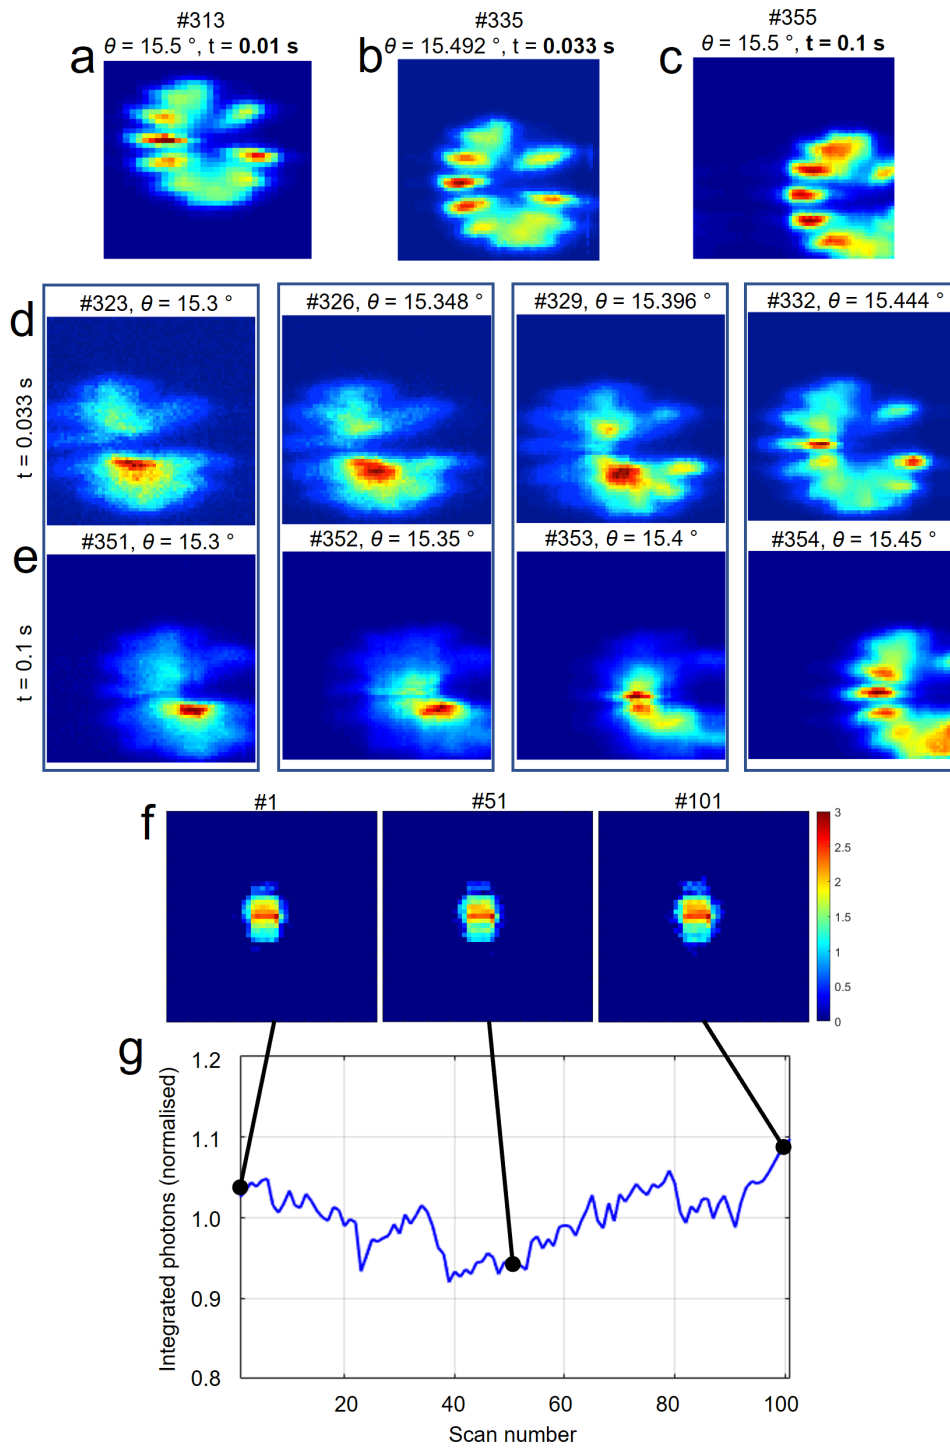 #313 #335 #355
θ = 15.5 °, t = 0.01 s θ = 15.492 °, t = 0.033 s θ = 15.5 °, t = 0.1 s
a b c
#323, θ = 15.3 ° #326, θ = 15.348 ° #329, θ = 15.396 ° #332, θ = 15.444 °
d
t = 0.033 s
#351, θ = 15.3 ° #352, θ = 15.35 ° #353, θ = 15.4 ° #354, θ = 15.45 °
e
t = 0.1 s
#1 #51 #101
f
3
2.5
2
1.5
1
0.5
0
g
Integrated photons (normalised)
1.2
1.1
1.0
0.9
0.8
20 40 60 80 100
Scan number